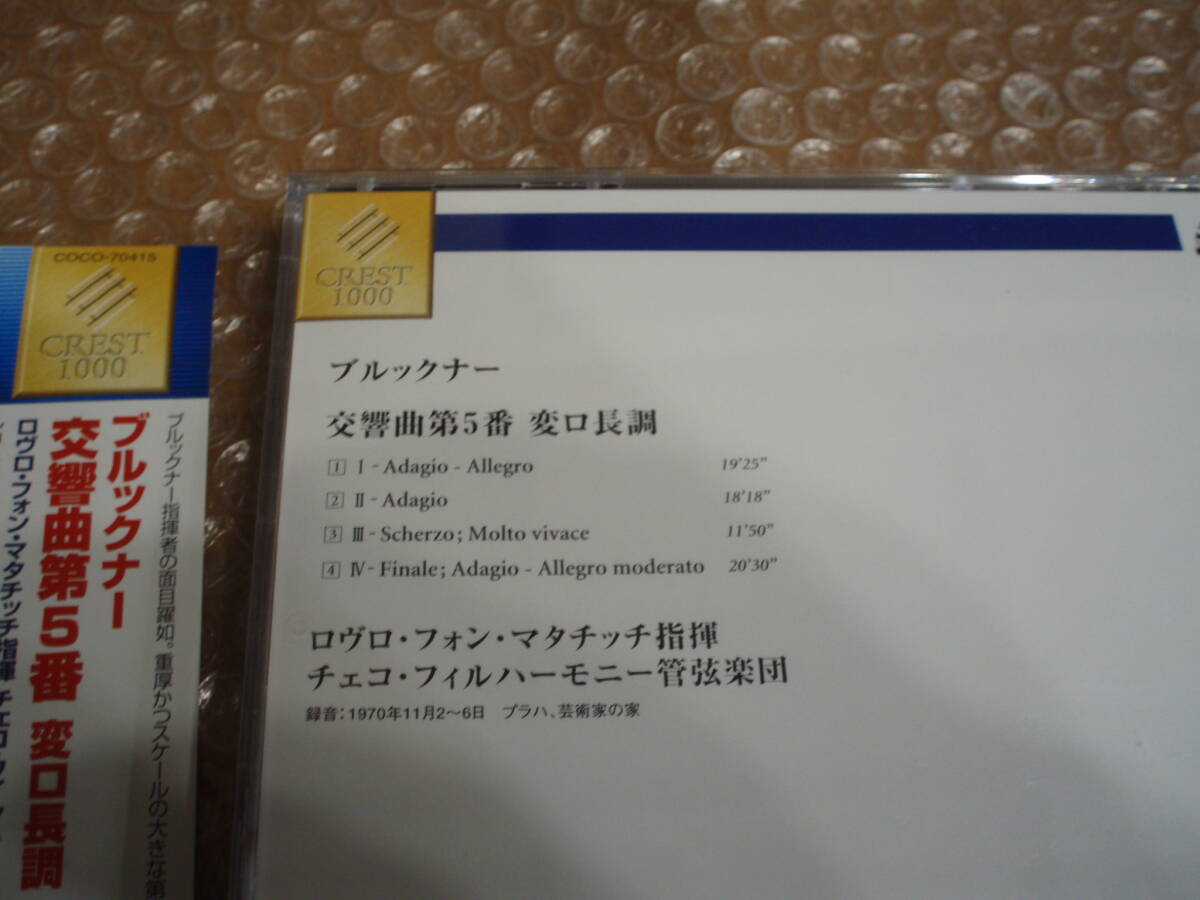 COCO-70415
CREST
1000
ブルックナー指揮者の面目躍如。重厚かつスケールの大きな第
ブルックナー
交響曲第5番 変ロ長調
ロヴロ・フォン・マタチッチ指揮 チェコ・フィ
CREST
1000
ブルックナー
交響曲第5番 変ロ長調
1 Ⅰ - Adagio - Allegro 19'25"
2 Ⅱ - Adagio 18'18"
3 Ⅲ - Scherzo; Molto vivace 11'50"
4 Ⅳ - Finale; Adagio - Allegro moderato 20'30"
ロヴロ・フォン・マタチッチ指揮
チェコ・フィルハーモニー管弦楽団
録音:1970年11月2〜6日 プラハ、芸術家の家